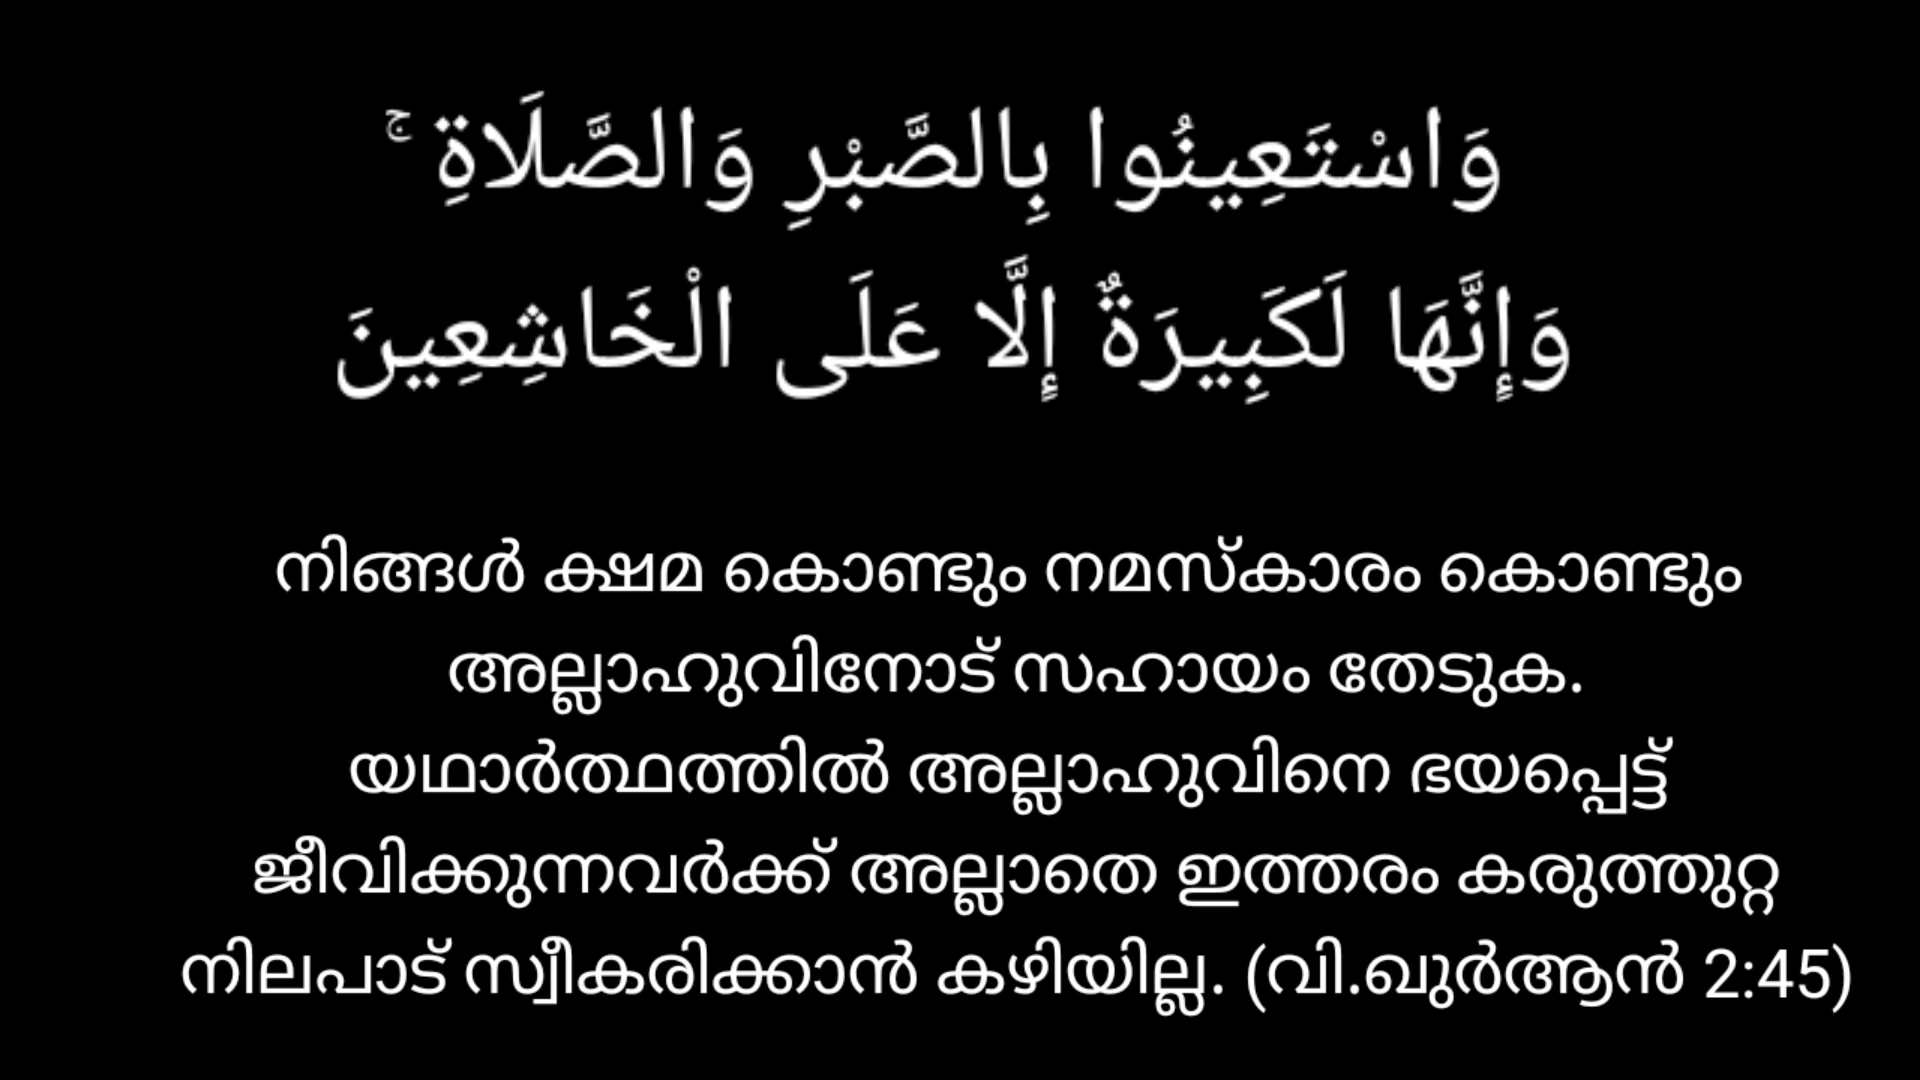 وَاسْتَعِينُوا بِالصَّبْرِ وَالصَّلَاةِ ۚ
وَإِنَّهَا لَكَبِيرَةٌ إِلَّا عَلَى الْخَاشِعِينَ
നിങ്ങൾ ക്ഷമ കൊണ്ടും നമസ്കാരം കൊണ്ടും
അല്ലാഹുവിനോട് സഹായം തേടുക.
യഥാർത്ഥത്തിൽ അല്ലാഹുവിനെ ഭയപ്പെട്ട്
ജീവിക്കുന്നവർക്ക് അല്ലാതെ ഇത്തരം കരുത്തുറ്റ
നിലപാട് സ്വീകരിക്കാൻ കഴിയില്ല. (വി.ഖുർആൻ 2:45)